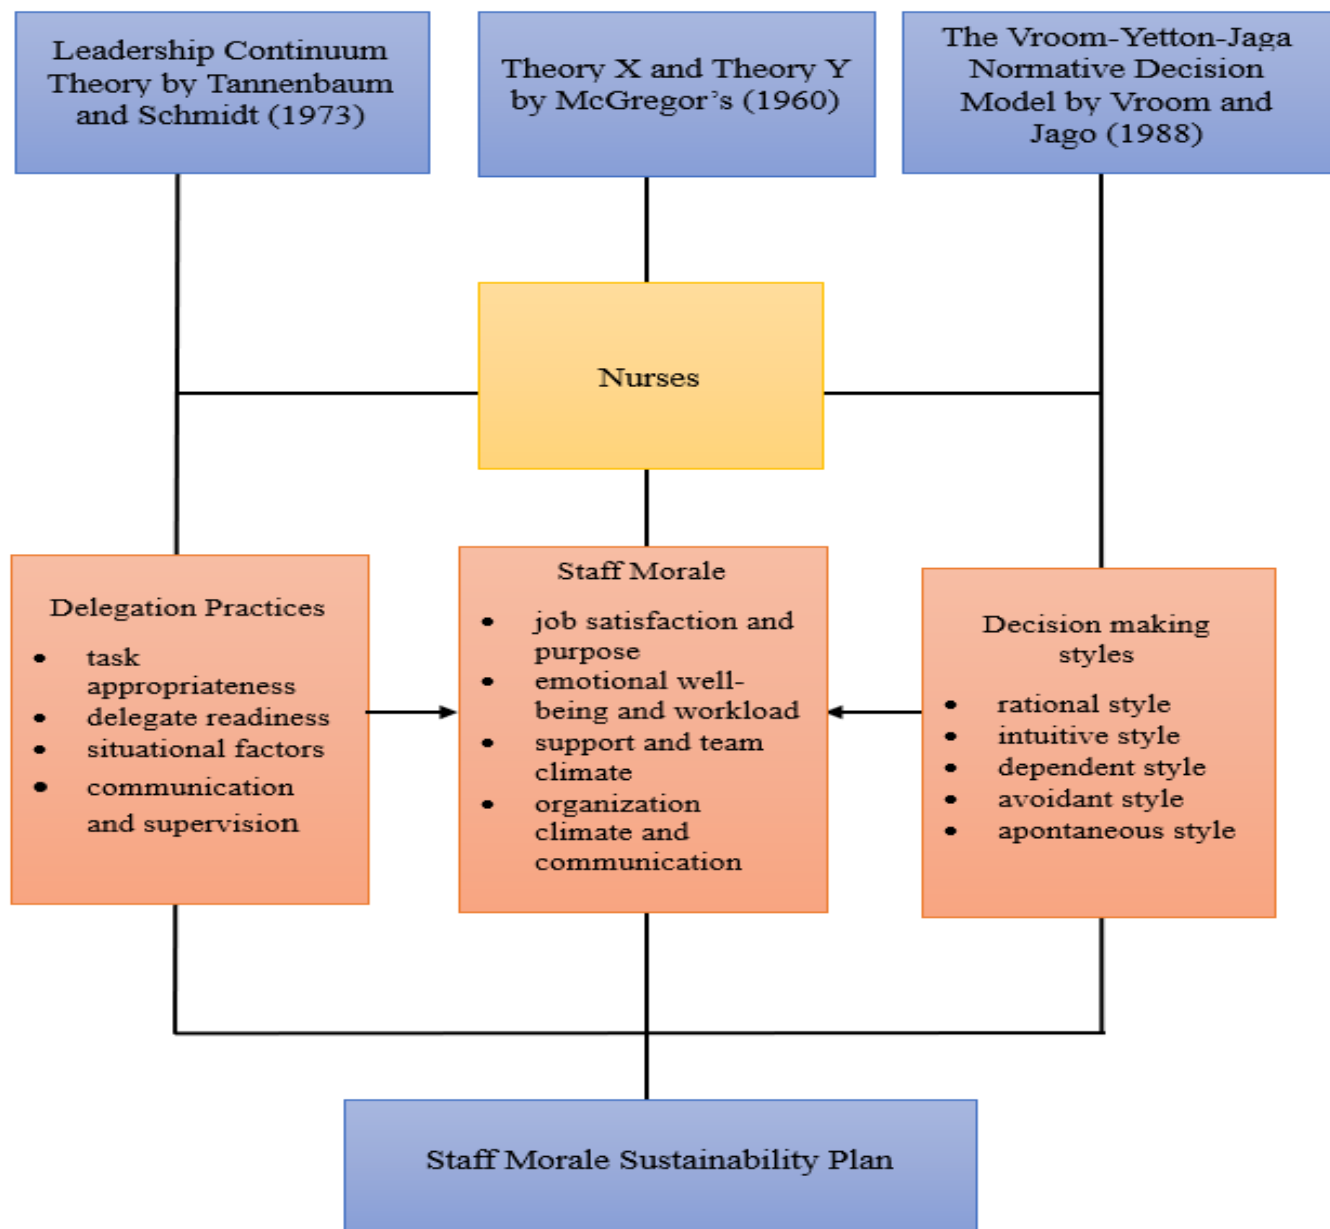 Leadership Continuum
Theory by Tannenbaum
and Schmidt (1973)
Theory X and Theory Y
by McGregor’s (1960)
The Vroom-Yetton-Jaga
Normative Decision
Model by Vroom and
Jago (1988)
Nurses
Delegation Practices
• task
appropriateness
• delegate readiness
• situational factors
• communication
and supervision
Staff Morale
• job satisfaction and
purpose
• emotional well-
being and workload
• support and team
climate
• organization
climate and
communication
Decision making
styles
• rational style
• intuitive style
• dependent style
• avoidant style
• apontaneous style
Staff Morale Sustainability Plan